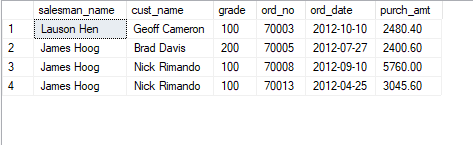 salesman_name cust_name grade ord_no ord_date purch_amt
1 Lauson Hen Geoff Cameron 100 70003 2012-10-10 2480.40
2 James Hoog Brad Davis 200 70005 2012-07-27 2400.60
3 James Hoog Nick Rimando 100 70008 2012-09-10 5760.00
4 James Hoog Nick Rimando 100 70013 2012-04-25 3045.60